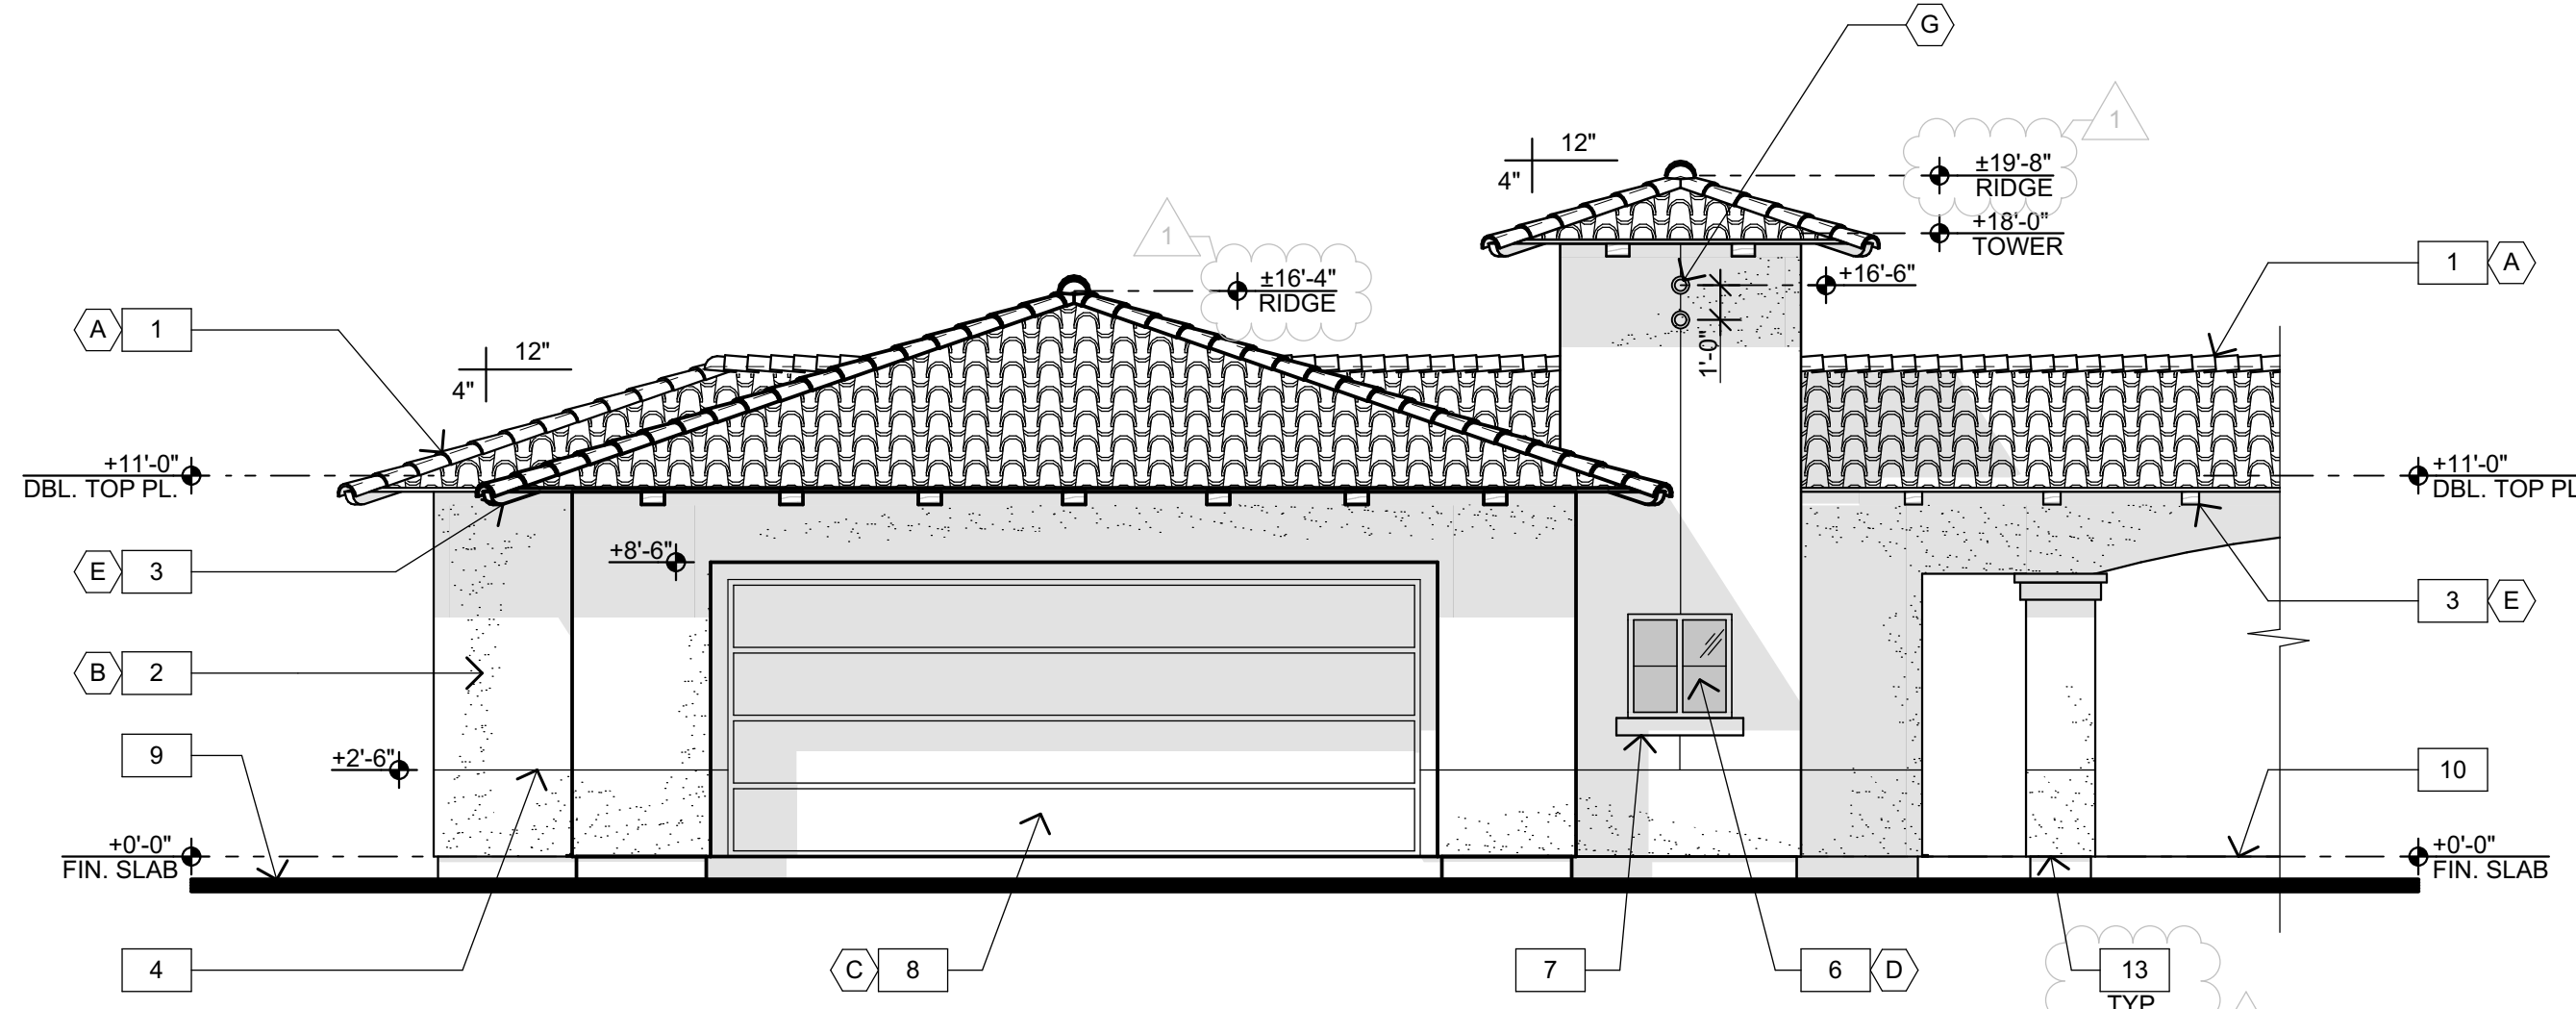 G
1
12"
±19'-8"
RIDGE
4"
1
+18'-0"
TOWER
1 A
±16'-4"
RIDGE
+16'-6"
A 1
12"
1'-0"
4"
+11'-0"
DBL. TOP PL.
+11'-0"
DBL. TOP PL
+8'-6"
E 3
3 E
B 2
9
+2'-6"
10
+0'-0"
FIN. SLAB
+0'-0"
FIN. SLAB
4
C 8
7
6 D
13
TYP